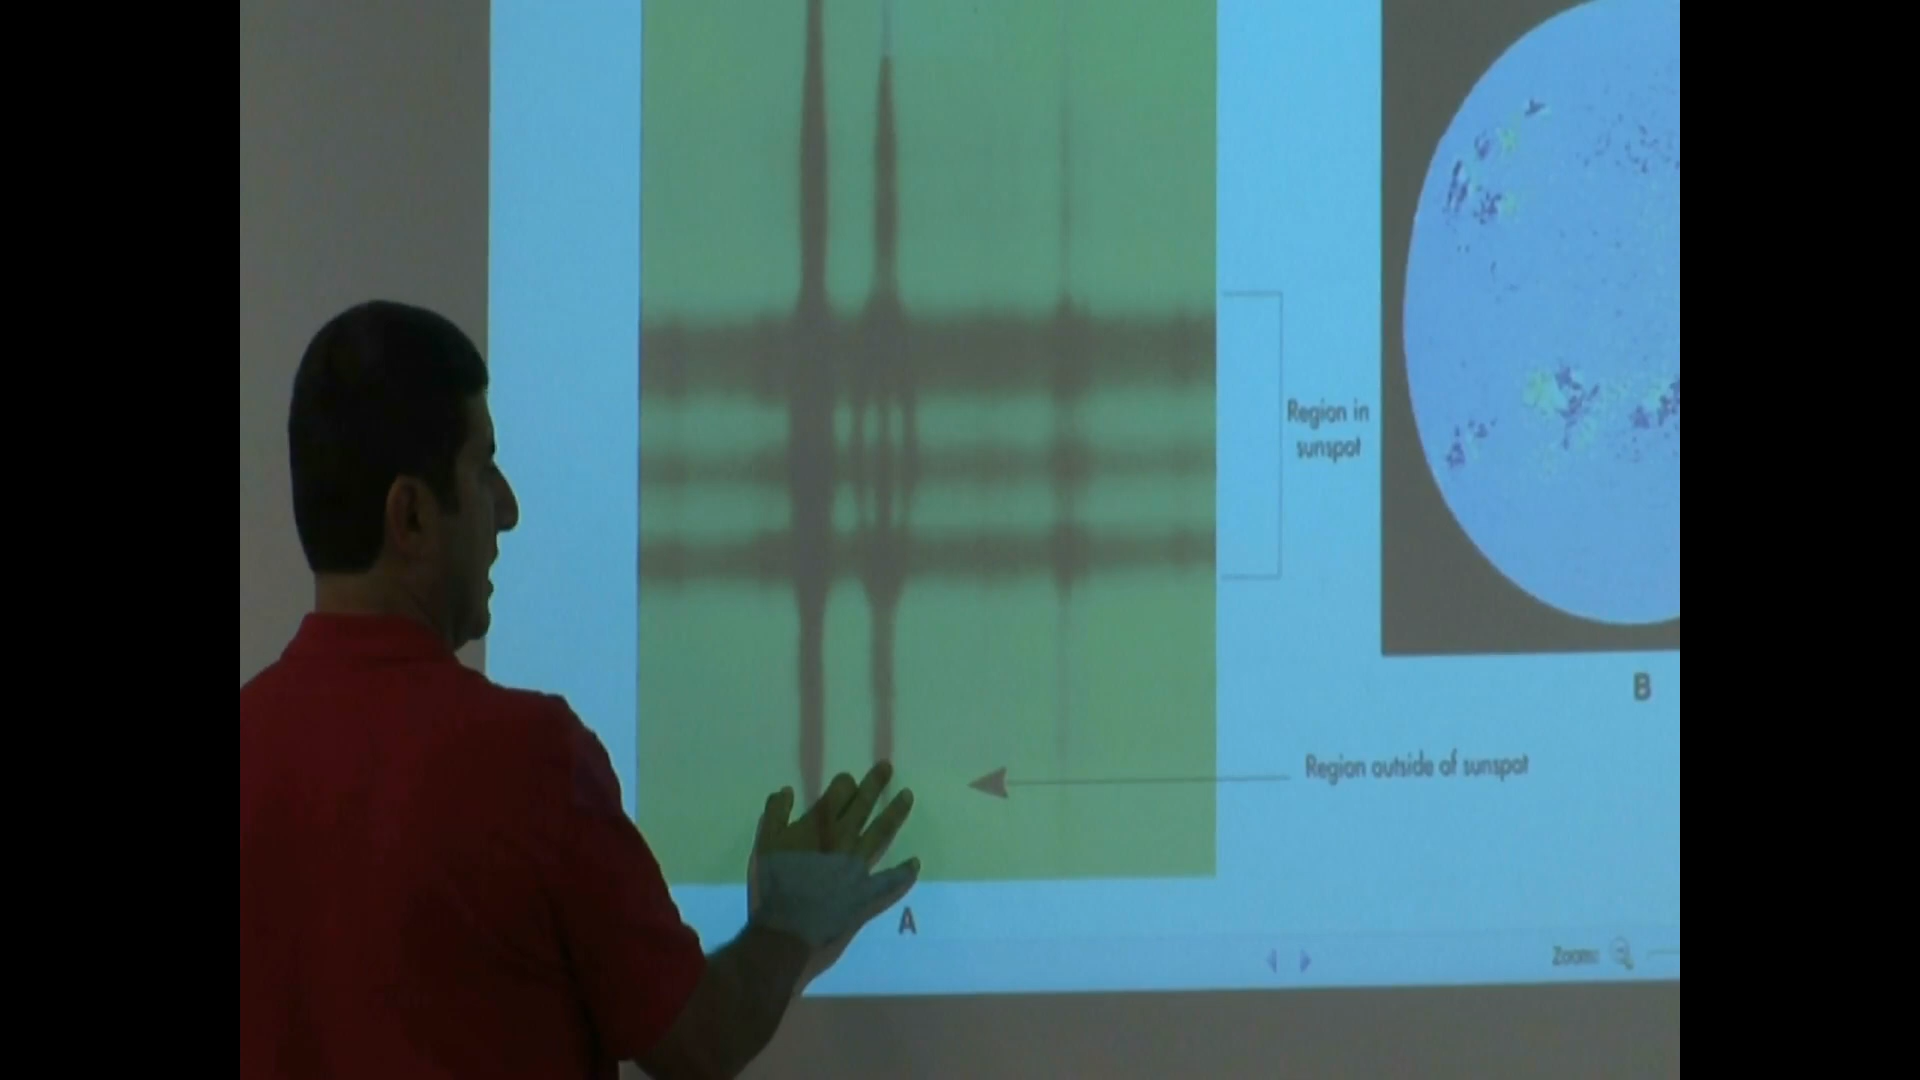 Region in
sunspot
B
Region outside of sunspot
A
Zoom: